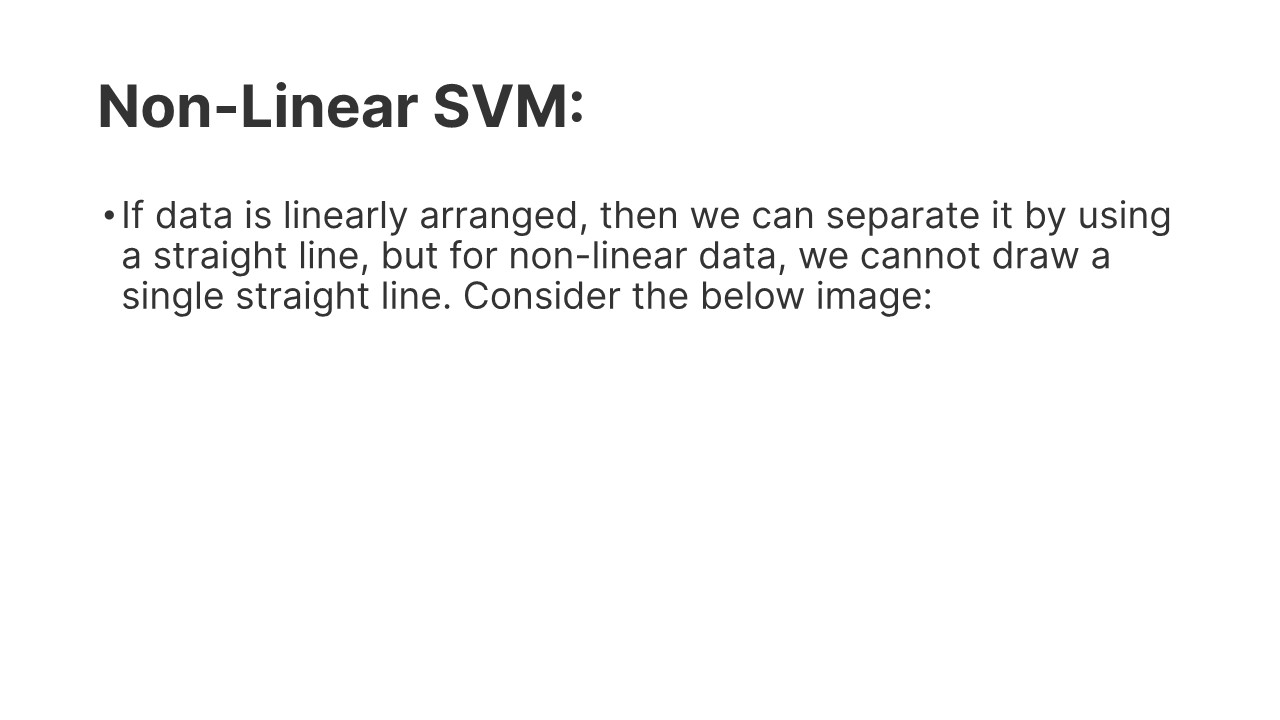 Non-Linear SVM:
• If data is linearly arranged, then we can separate it by using
a straight line, but for non-linear data, we cannot draw a
single straight line. Consider the below image: